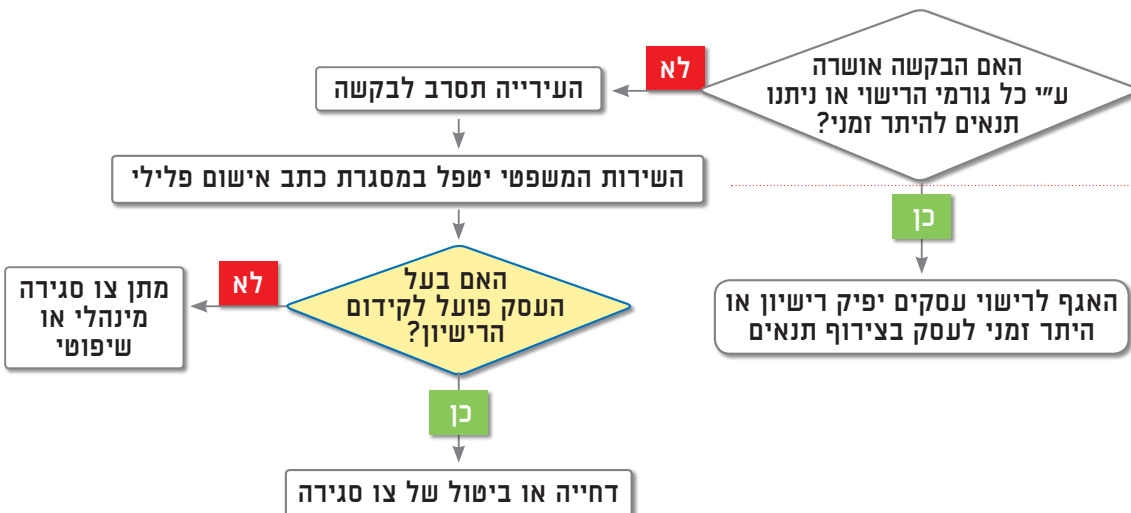 האם הבקשה אושרה
ע"י כל גורמי הרישוי או ניתנו
תנאים להיתר זמני?
לא
העירייה תסרב לבקשה
השירות המשפטי יטפל במסגרת כתב אישום פלילי
כן
האגף לרישוי עסקים יפיק רישיון או
היתר זמני לעסק בצירוף תנאים
האם בעל
העסק פועל לקידום
הרישיון?
לא
מתן צו סגירה
מינהלי או
שיפוטי
כן
דחייה או ביטול של צו סגירה